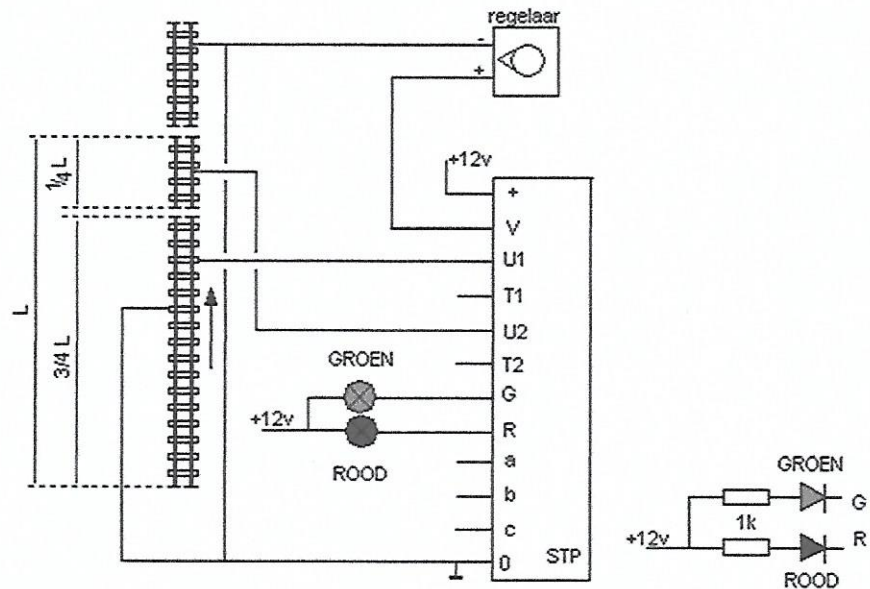 regelaar
-
+
+12v
+
V
U1
T1
U2
T2
G
R
a
b
c
0
STP
1/4 L
L
3/4 L
GROEN
+12v
ROOD
GROEN
G
1k
+12v
R
ROOD